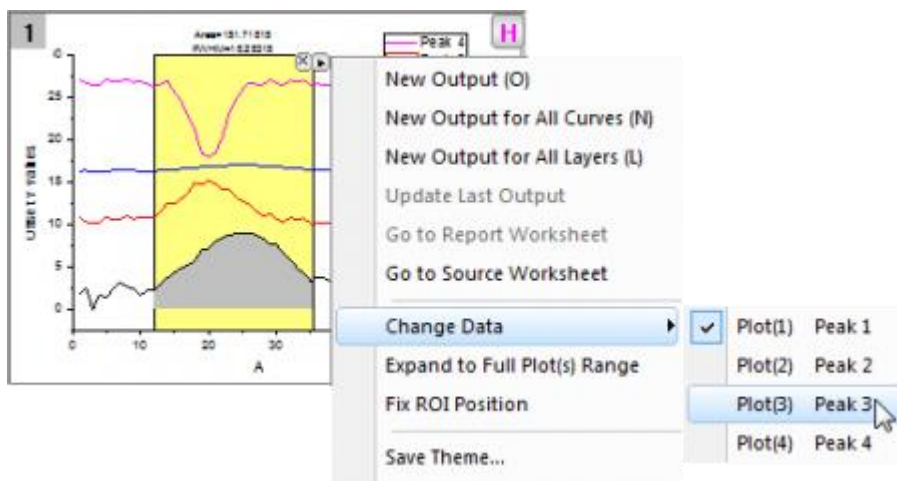 1
H
Peak 4
New Output (O)
New Output for All Curves (N)
New Output for All Layers (L)
Update Last Output
Go to Report Worksheet
Go to Source Worksheet
Change Data
Expand to Full Plot(s) Range
Fix ROI Position
Save Theme...
Plot(1) Peak 1
Plot(2) Peak 2
Plot(3) Peak 3
Plot(4) Peak 4
25
20
15
10
5
0
Offset Y values
0 10 20 30
A